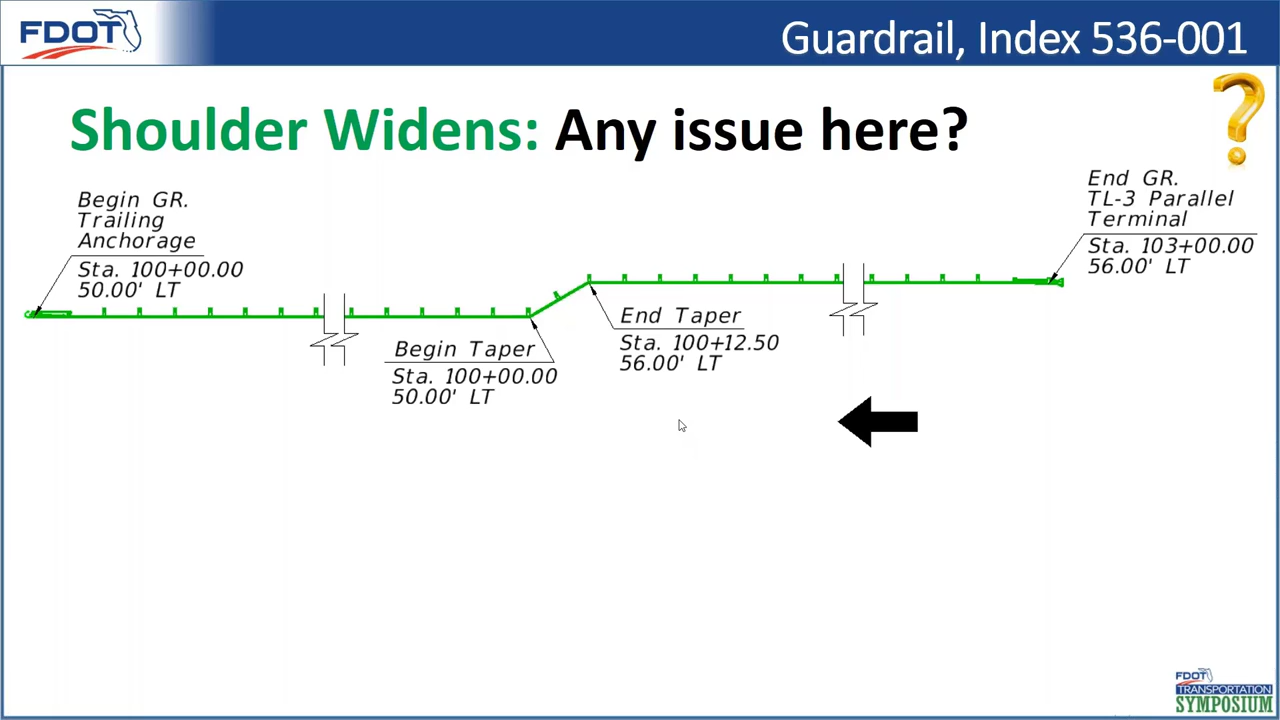 FDOT
Guardrail, Index 536-001
Shoulder Widens: Any issue here?
Begin GR.
Trailing
Anchorage
Sta. 100+00.00
50.00' LT
End GR.
TL-3 Parallel
Terminal
Sta. 103+00.00
56.00' LT
Begin Taper
Sta. 100+00.00
50.00' LT
End Taper
Sta. 100+12.50
56.00' LT
FDOT
TRANSPORTATION
SYMPOSIUM